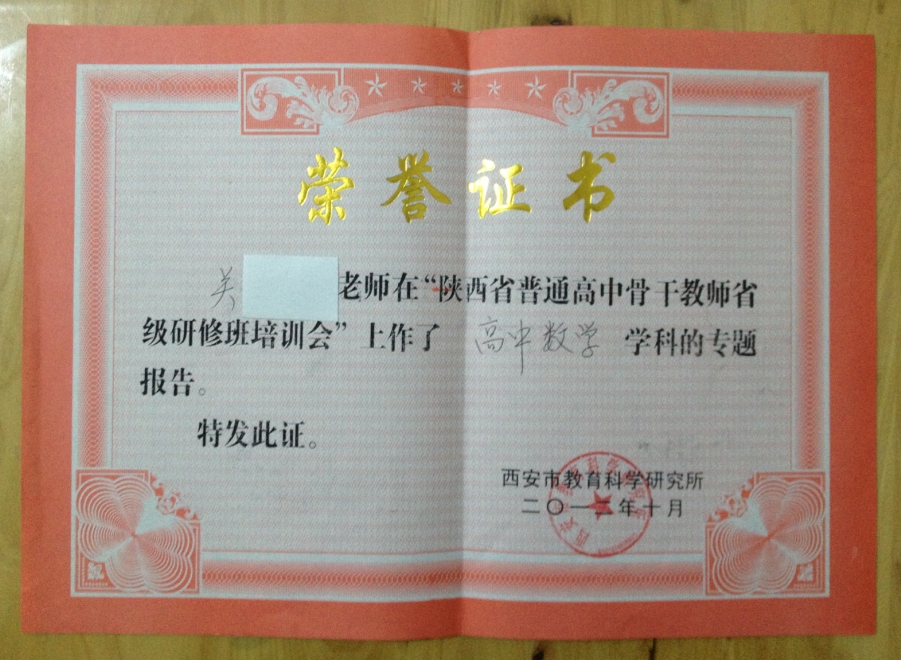 荣誉证书
关 老师在“陕西省普通高中骨干教师省
级研修班培训会”上作了 高中数学 学科的专题
报告。
特发此证。
西安市教育科学研究所
二〇一二年十月